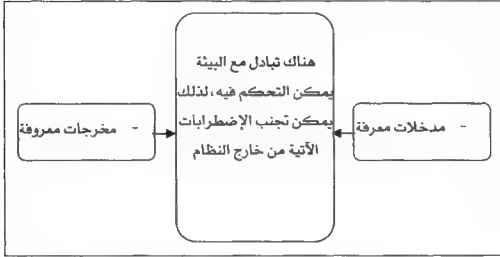 هناك تبادل مع البيئة
يمكن التحكم فيه، لذلك
يمكن تجنب الإضطرابات
الآتية من خارج النظام
- مدخلات معرفة
- مخرجات معروفة